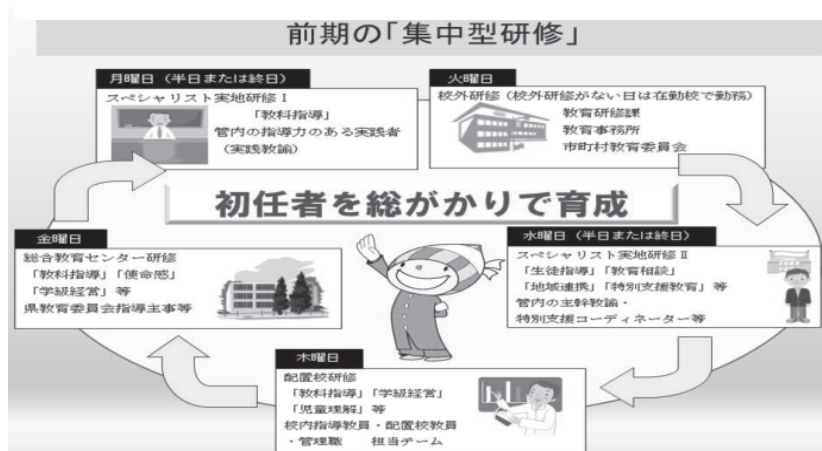 前期の「集中型研修」
月曜日（半日または終日）
スペシャリスト実地研修Ⅰ
「教科指導」
管内の指導力のある実践者
（実践教諭）
火曜日
校外研修（校外研修がない日は在勤校で勤務）
教育研修課
教育事務所
市町村教育委員会
初任者を総がかりで育成
水曜日（半日または終日）
スペシャリスト実地研修Ⅱ
「生徒指導」「教育相談」
「地域連携」「特別支援教育」等
管内の主幹教諭・
特別支援コーディネーター等
木曜日
配置校研修
「教科指導」「学級経営」
「児童理解」等
校内指導教員・配置校教員
・管理職　担当チーム
金曜日
総合教育センター研修
「教科指導」「使命感」
「学級経営」等
県教育委員会指導主事等